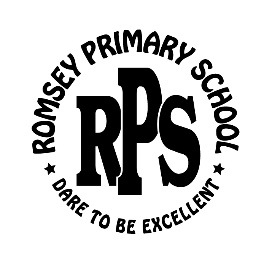 ROMSEY PRIMARY SCHOOL
RPS
★ DARE TO BE EXCELLENT ★